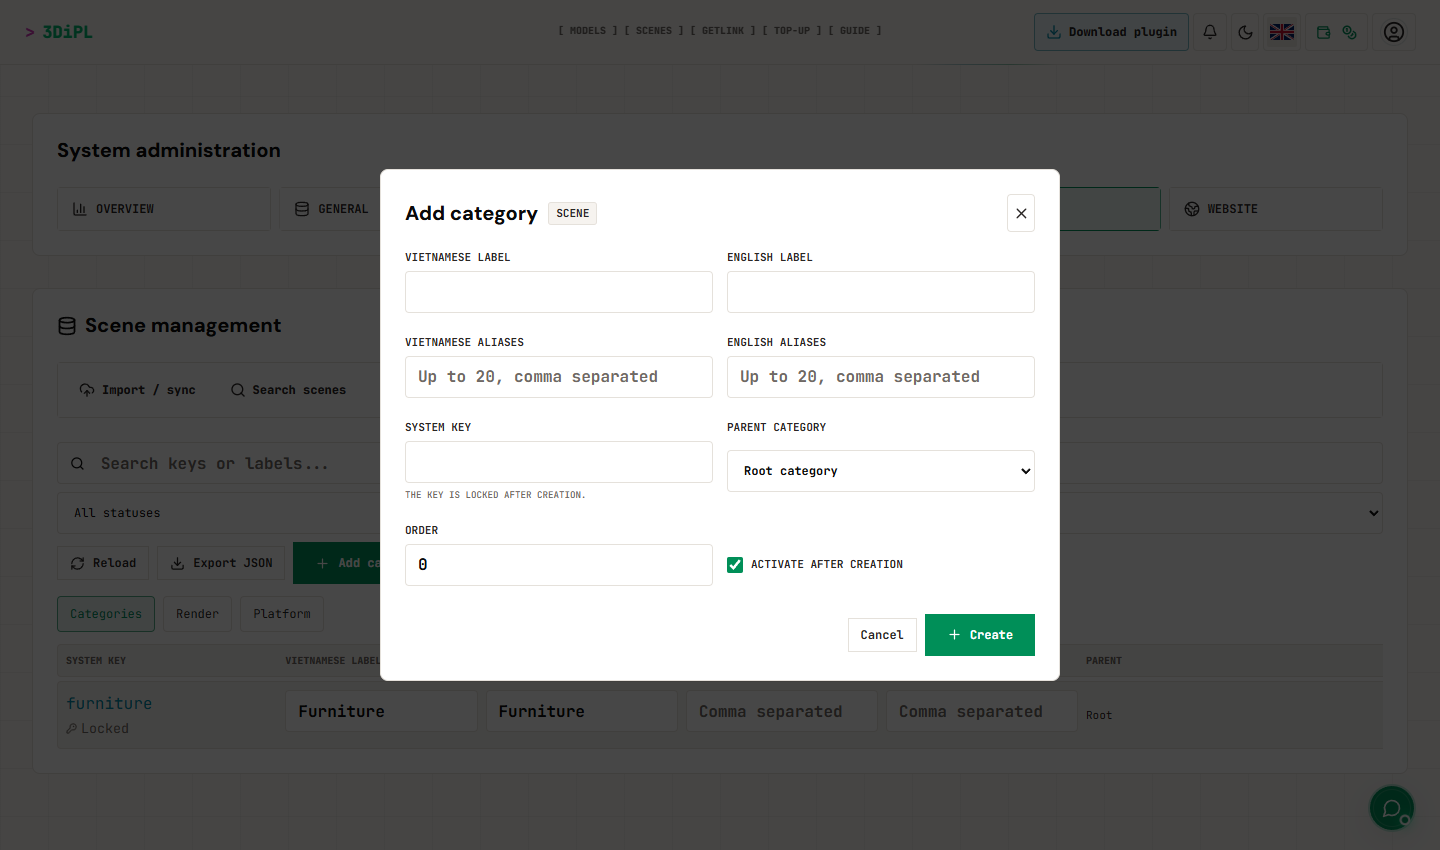 > 3DiPL
[ MODELS ] [ SCENES ] [ GETLINK ] [ TOP-UP ] [ GUIDE ]
Download plugin
System administration
OVERVIEW
GENERAL
WEBSITE
Scene management
Import / sync
Search scenes
Search keys or labels...
All statuses
Reload
Export JSON
Add ca
Categories
Render
Platform
SYSTEM KEY
VIETNAMESE LABEL
PARENT
furniture
Locked
Furniture
Furniture
Comma separated
Comma separated
Root
Add category
SCENE
VIETNAMESE LABEL
ENGLISH LABEL
VIETNAMESE ALIASES
ENGLISH ALIASES
Up to 20, comma separated
Up to 20, comma separated
SYSTEM KEY
PARENT CATEGORY
Root category
THE KEY IS LOCKED AFTER CREATION.
ORDER
0
ACTIVATE AFTER CREATION
Cancel
Create